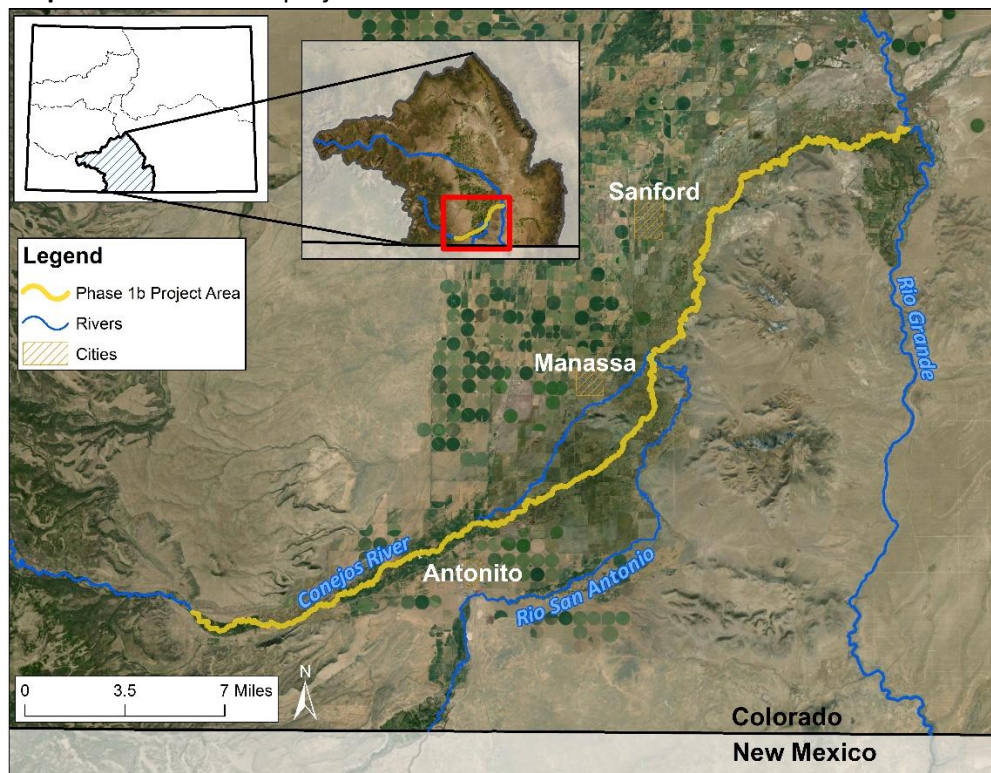 Sanford
Legend
Phase 1b Project Area
Rivers
Cities
Rio Grande
Manassa
Conejos River
Antonito
Rio San Antonio
0 3.5 7 Miles
N
Colorado
New Mexico